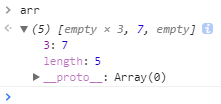 > arr
<· ▼ (5) [empty × 3, 7, empty] i
3: 7
length: 5
▶ __proto__: Array(0)
>